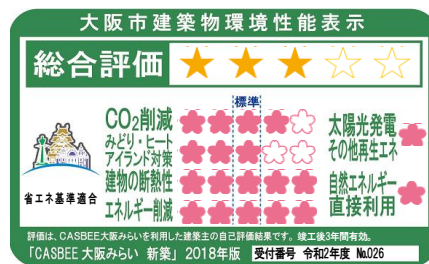 大阪市建築物環境性能表示
総合評価
標準
CO₂削減
みどり・ヒート
アイランド対策
建物の断熱性
エネルギー削減
太陽光発電
その他再生エネ
自然エネルギー
直接利用
省エネ基準適合
評価は、CASBEE大阪みらいを利用した建築主の自己評価結果です。竣工後3年間有効。
「CASBEE大阪みらい 新築」2018年版 受付番号 令和2年度 №026